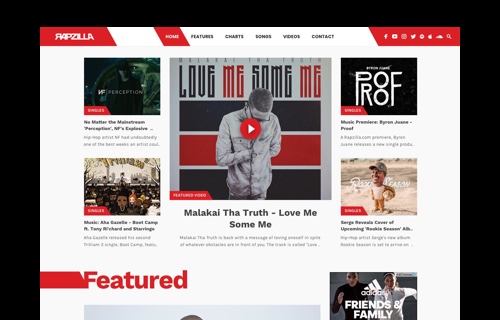 RAPZILLA
HOME FEATURES CHARTS SONGS VIDEOS CONTACT
NF PERCEPTION
SINGLES
No Matter the Mainstream
'Perception', NF's Explosive ...
Hip-Hop artist NF had undoubtedly
one of the best weeks an artist coul..
SINGLES
Music: Aha Gazelle - Boot Camp
ft. Tony Ri'chard and Starringo
Aha Gazelle released his second
Trilliam 3 single, Boot Camp, featu..
MALAKAI THA TRUTH
LOVE ME SOME ME
FEATURED VIDEO
Malakai Tha Truth - Love Me
Some Me
Malakai Tha Truth is back with a message of loving oneself in spite
of whatever obstacles are in front of you. The track is called "Love ..
BYRON JUANE
PROOF
SINGLES
Music Premiere: Byron Juane -
Proof
A Rapzilla.com premiere, Byron
Juane releases a new single produc..
SINGLES
Serge Reveals Cover of
Upcoming 'Rookie Season' Alb..
Hip-Hop artist Serge's new album
Rookie Season is set to arrive on ..
Featured
adidas
FRIENDS &
FAMILY